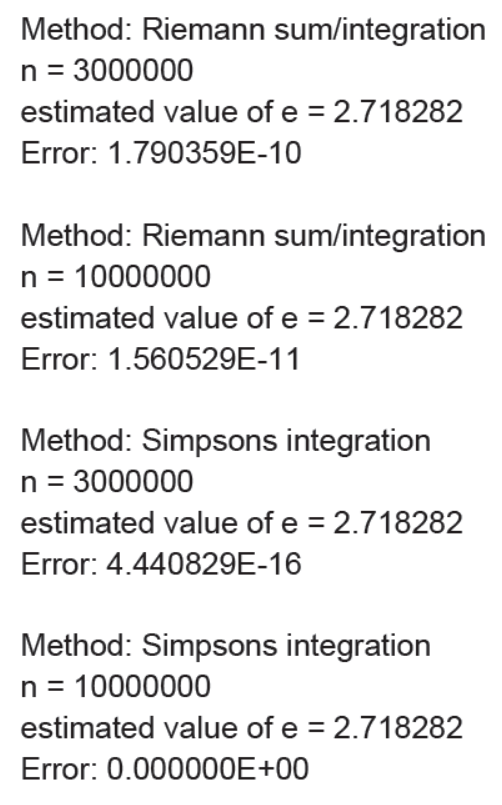 Method: Riemann sum/integration
n = 3000000
estimated value of e = 2.718282
Error: 1.790359E-10
Method: Riemann sum/integration
n = 10000000
estimated value of e = 2.718282
Error: 1.560529E-11
Method: Simpsons integration
n = 3000000
estimated value of e = 2.718282
Error: 4.440829E-16
Method: Simpsons integration
n = 10000000
estimated value of e = 2.718282
Error: 0.000000E+00